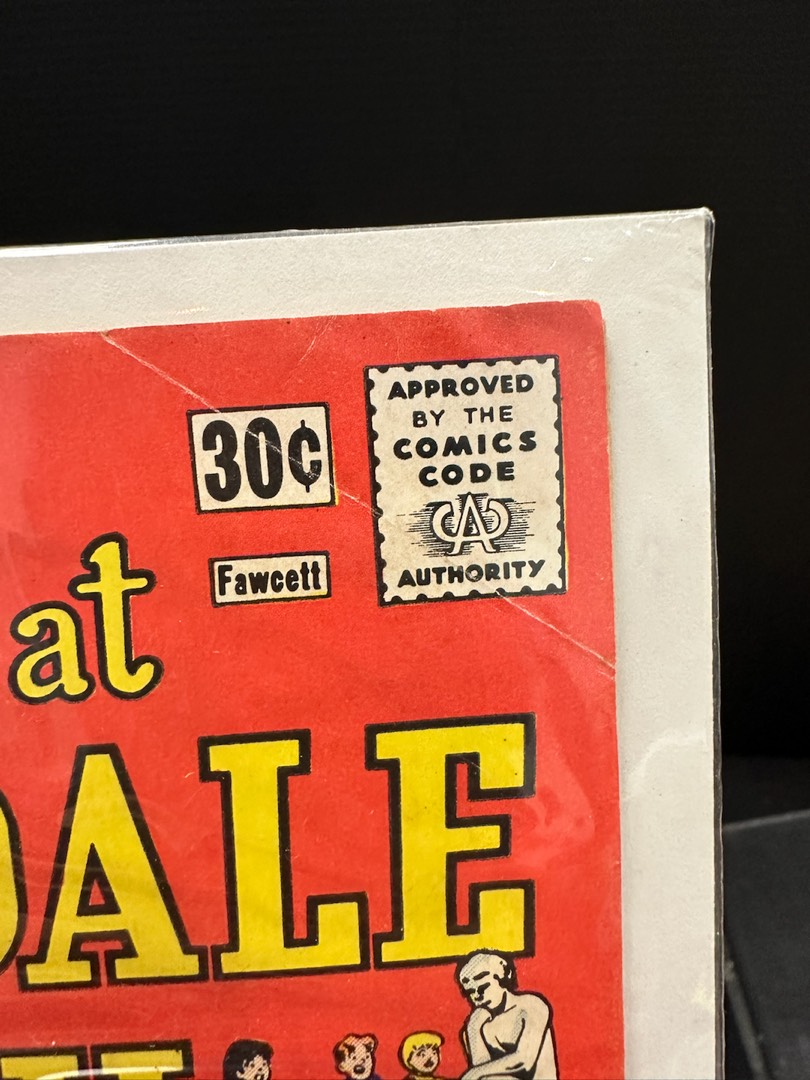 30¢
APPROVED
BY THE
COMICS
CODE
CA
AUTHORITY
Fawcett
at
DALE